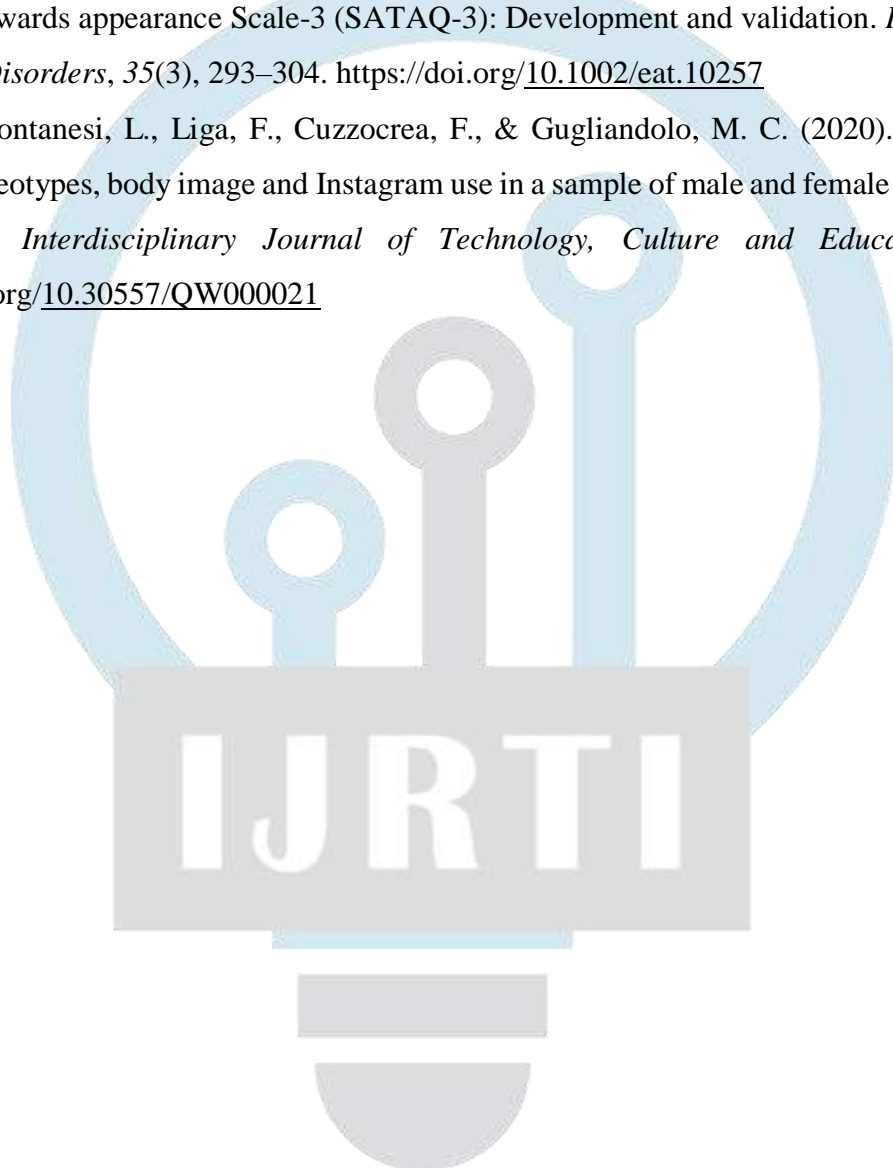 wards appearance Scale-3 (SATAQ-3): Development and validation.
Disorders, 35(3), 293–304. https://doi.org/10.1002/eat.10257
ontanesi, L., Liga, F., Cuzzocrea, F., & Gugliandolo, M. C. (2020).
eotypes, body image and Instagram use in a sample of male and female
Interdisciplinary Journal of Technology, Culture and Educa
org/10.30557/QW000021
IJRTI